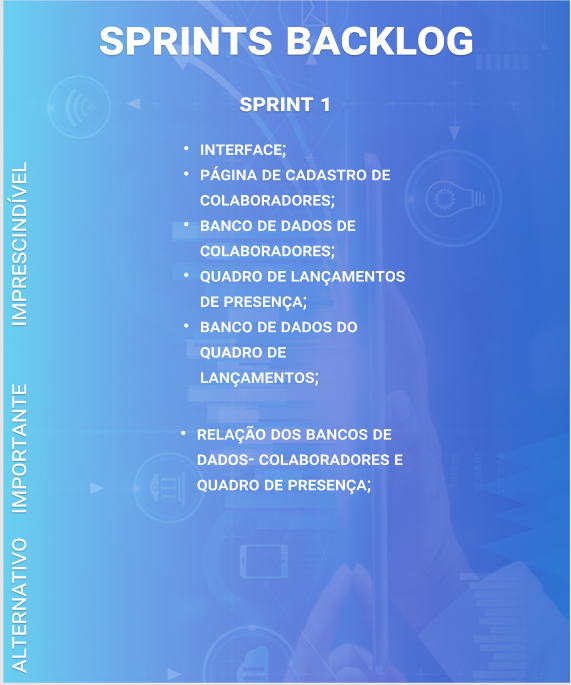 SPRINTS BACKLOG
SPRINT 1
• INTERFACE;
• PÁGINA DE CADASTRO DE
COLABORADORES;
• BANCO DE DADOS DE
COLABORADORES;
• QUADRO DE LANÇAMENTOS
DE PRESENÇA;
• BANCO DE DADOS DO
QUADRO DE
LANÇAMENTOS;
• RELAÇÃO DOS BANCOS DE
DADOS- COLABORADORES E
QUADRO DE PRESENÇA;
IMPRESCINDÍVEL
IMPORTANTE
ALTERNATIVO